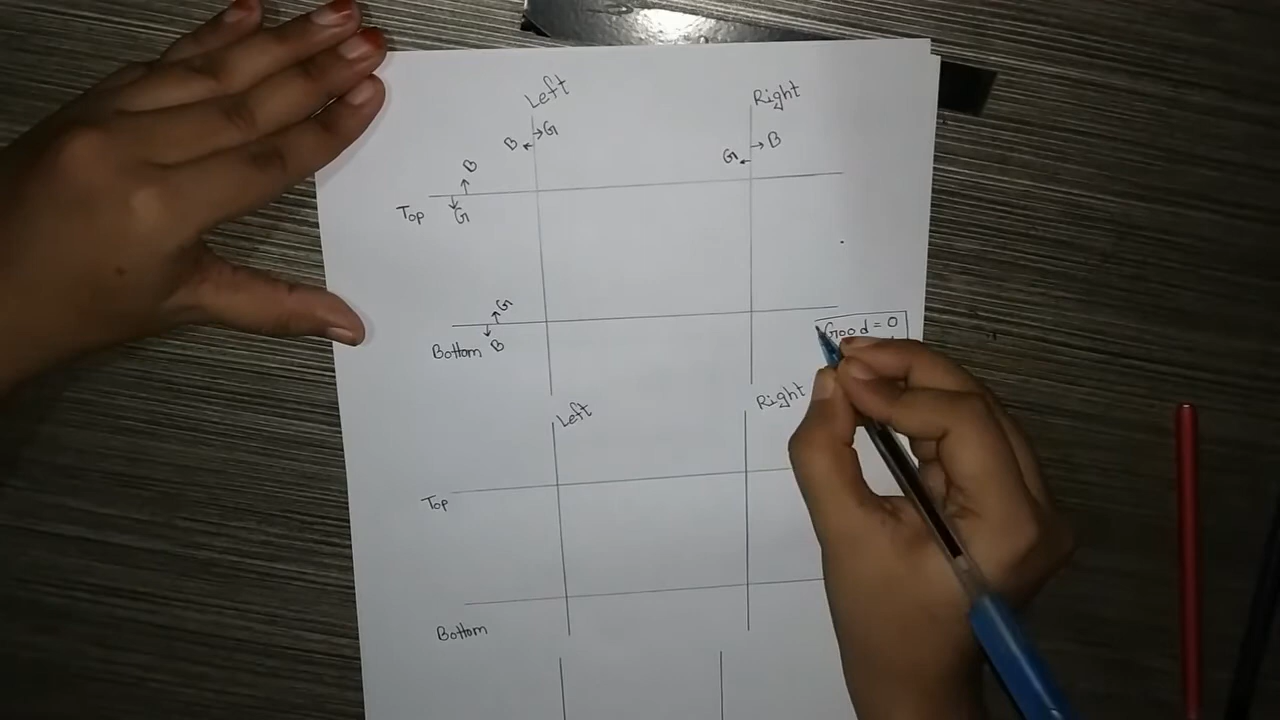 Left
Right
B G
G B
B
Top G
G
Bottom B
Good = 0
Left
Right
Top
Bottom